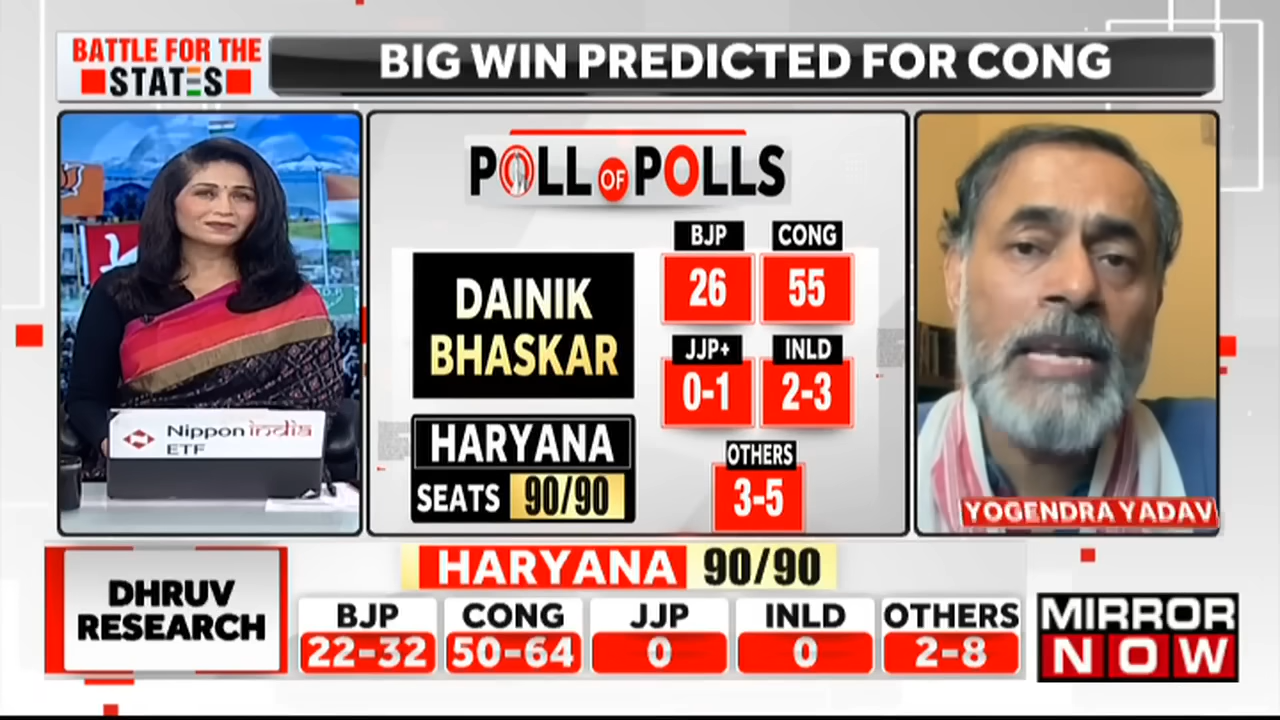 BATTLE FOR THE
STATES
BIG WIN PREDICTED FOR CONG
POLL OF POLLS
DAINIK
BHASKAR
HARYANA
SEATS 90/90
BJP
26
CONG
55
JJP+
0-1
INLD
2-3
OTHERS
3-5
Nippon india
ETF
YOGENDRA YADAV
DHRUV
RESEARCH
HARYANA 90/90
BJP CONG JJP INLD OTHERS
22-32 50-64 0 0 2-8
MIRROR
NOW